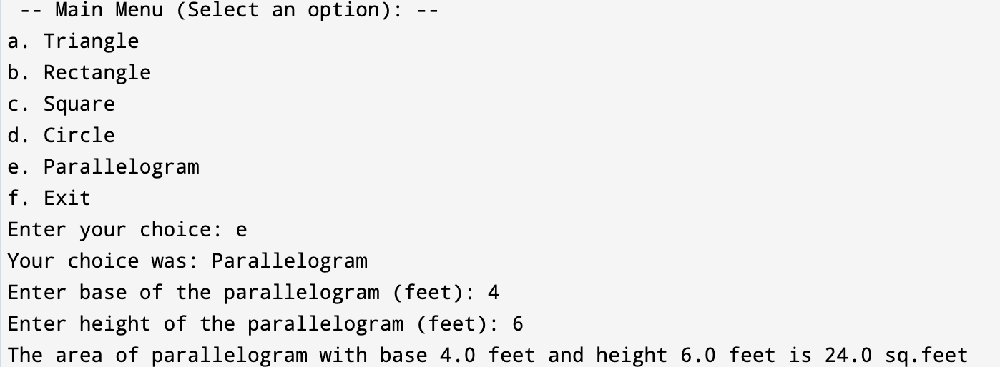 -- Main Menu (Select an option): --
a. Triangle
b. Rectangle
c. Square
d. Circle
e. Parallelogram
f. Exit
Enter your choice: e
Your choice was: Parallelogram
Enter base of the parallelogram (feet): 4
Enter height of the parallelogram (feet): 6
The area of parallelogram with base 4.0 feet and height 6.0 feet is 24.0 sq.feet